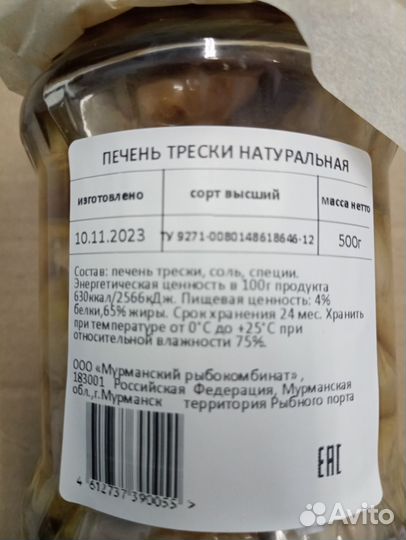 ПЕЧЕНЬ ТРЕСКИ НАТУРАЛЬНАЯ
изготовлено сорт высший масса нетто
10.11.2023 ТУ 9271-0080148618646-12 500г
Состав: печень трески, соль, специи.
Энергетическая ценность в 100г продукта
630ккал/2566кДж. Пищевая ценность: 4%
белки,65% жиры. Срок хранения 24 мес. Хранить
при температуре от 0°С до +25°С при
относительной влажности 75%.
ООО «Мурманский рыбокомбинат» ,
183001 Российская Федерация, Мурманская
обл.,г.Мурманск территория Рыбного порта
4 612737 390055 >
ЕАС
Avito